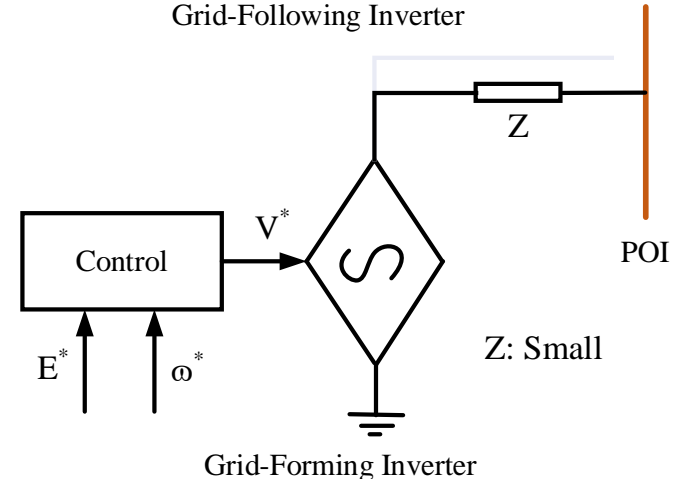 Grid-Following Inverter
Z
V*
POI
Control
Z: Small
E*
ω*
Grid-Forming Inverter